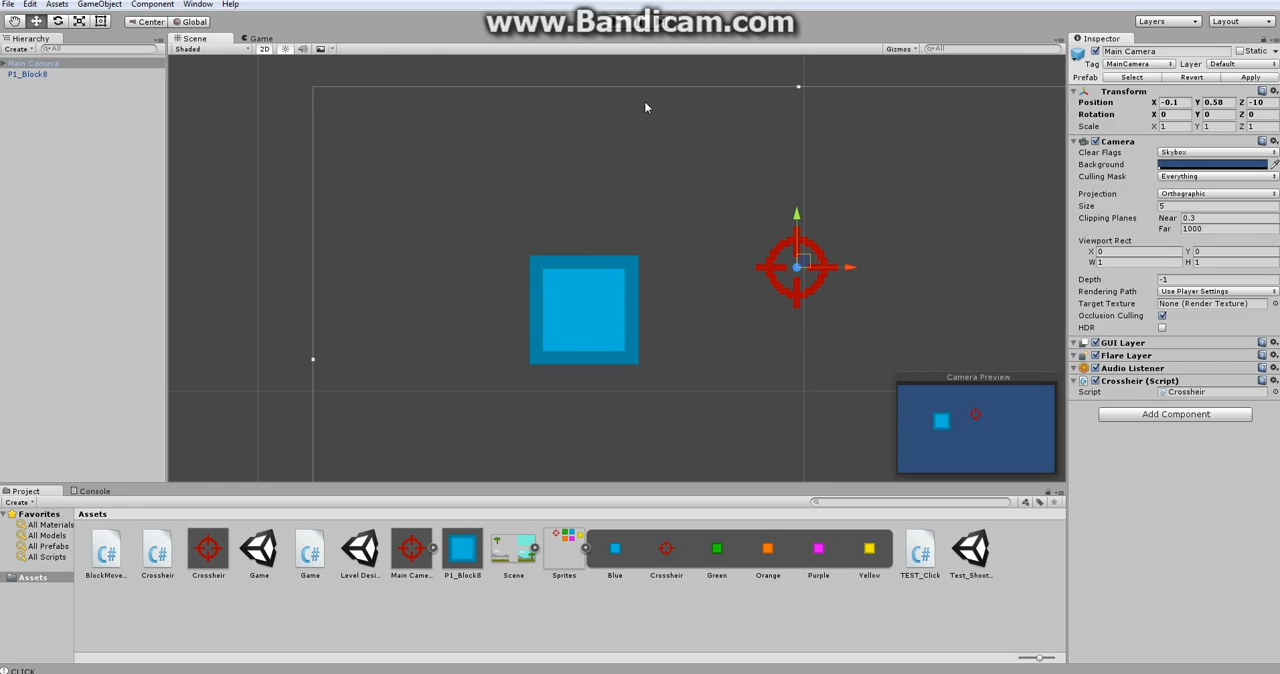 File Edit Assets GameObject Component Window Help
www.Bandicam.com
Center Global Layers Layout
Hierarchy
Create All
Main Camera
P1_Block8
Scene Game
Shaded 2D Gizmos All
Camera Preview
Inspector
Main Camera Static
Tag MainCamera Layer Default
Prefab Select Revert Apply
Transform
Position X -0.1 Y 0.58 Z -10
Rotation X 0 Y 0 Z 0
Scale X 1 Y 1 Z 1
Camera
Clear Flags Skybox
Background
Culling Mask Everything
Projection Orthographic
Size 5
Clipping Planes Near 0.3
Far 1000
Viewport Rect
X 0 Y 0
W 1 H 1
Depth -1
Rendering Path Use Player Settings
Target Texture None (Render Texture)
Occlusion Culling
HDR
GUI Layer
Flare Layer
Audio Listener
Crossheir (Script)
Script Crossheir
Add Component
Project Console
Create
Favorites
All Materials
All Models
All Prefabs
All Scripts
Assets
Assets
C# C# C# C#
BlockMove... Crossheir Crossheir Game Game Level Desi... Main Came... P1_Block8 Scene Sprites Blue Crossheir Green Orange Purple Yellow TEST_Click Test_Shoot...
CLICK